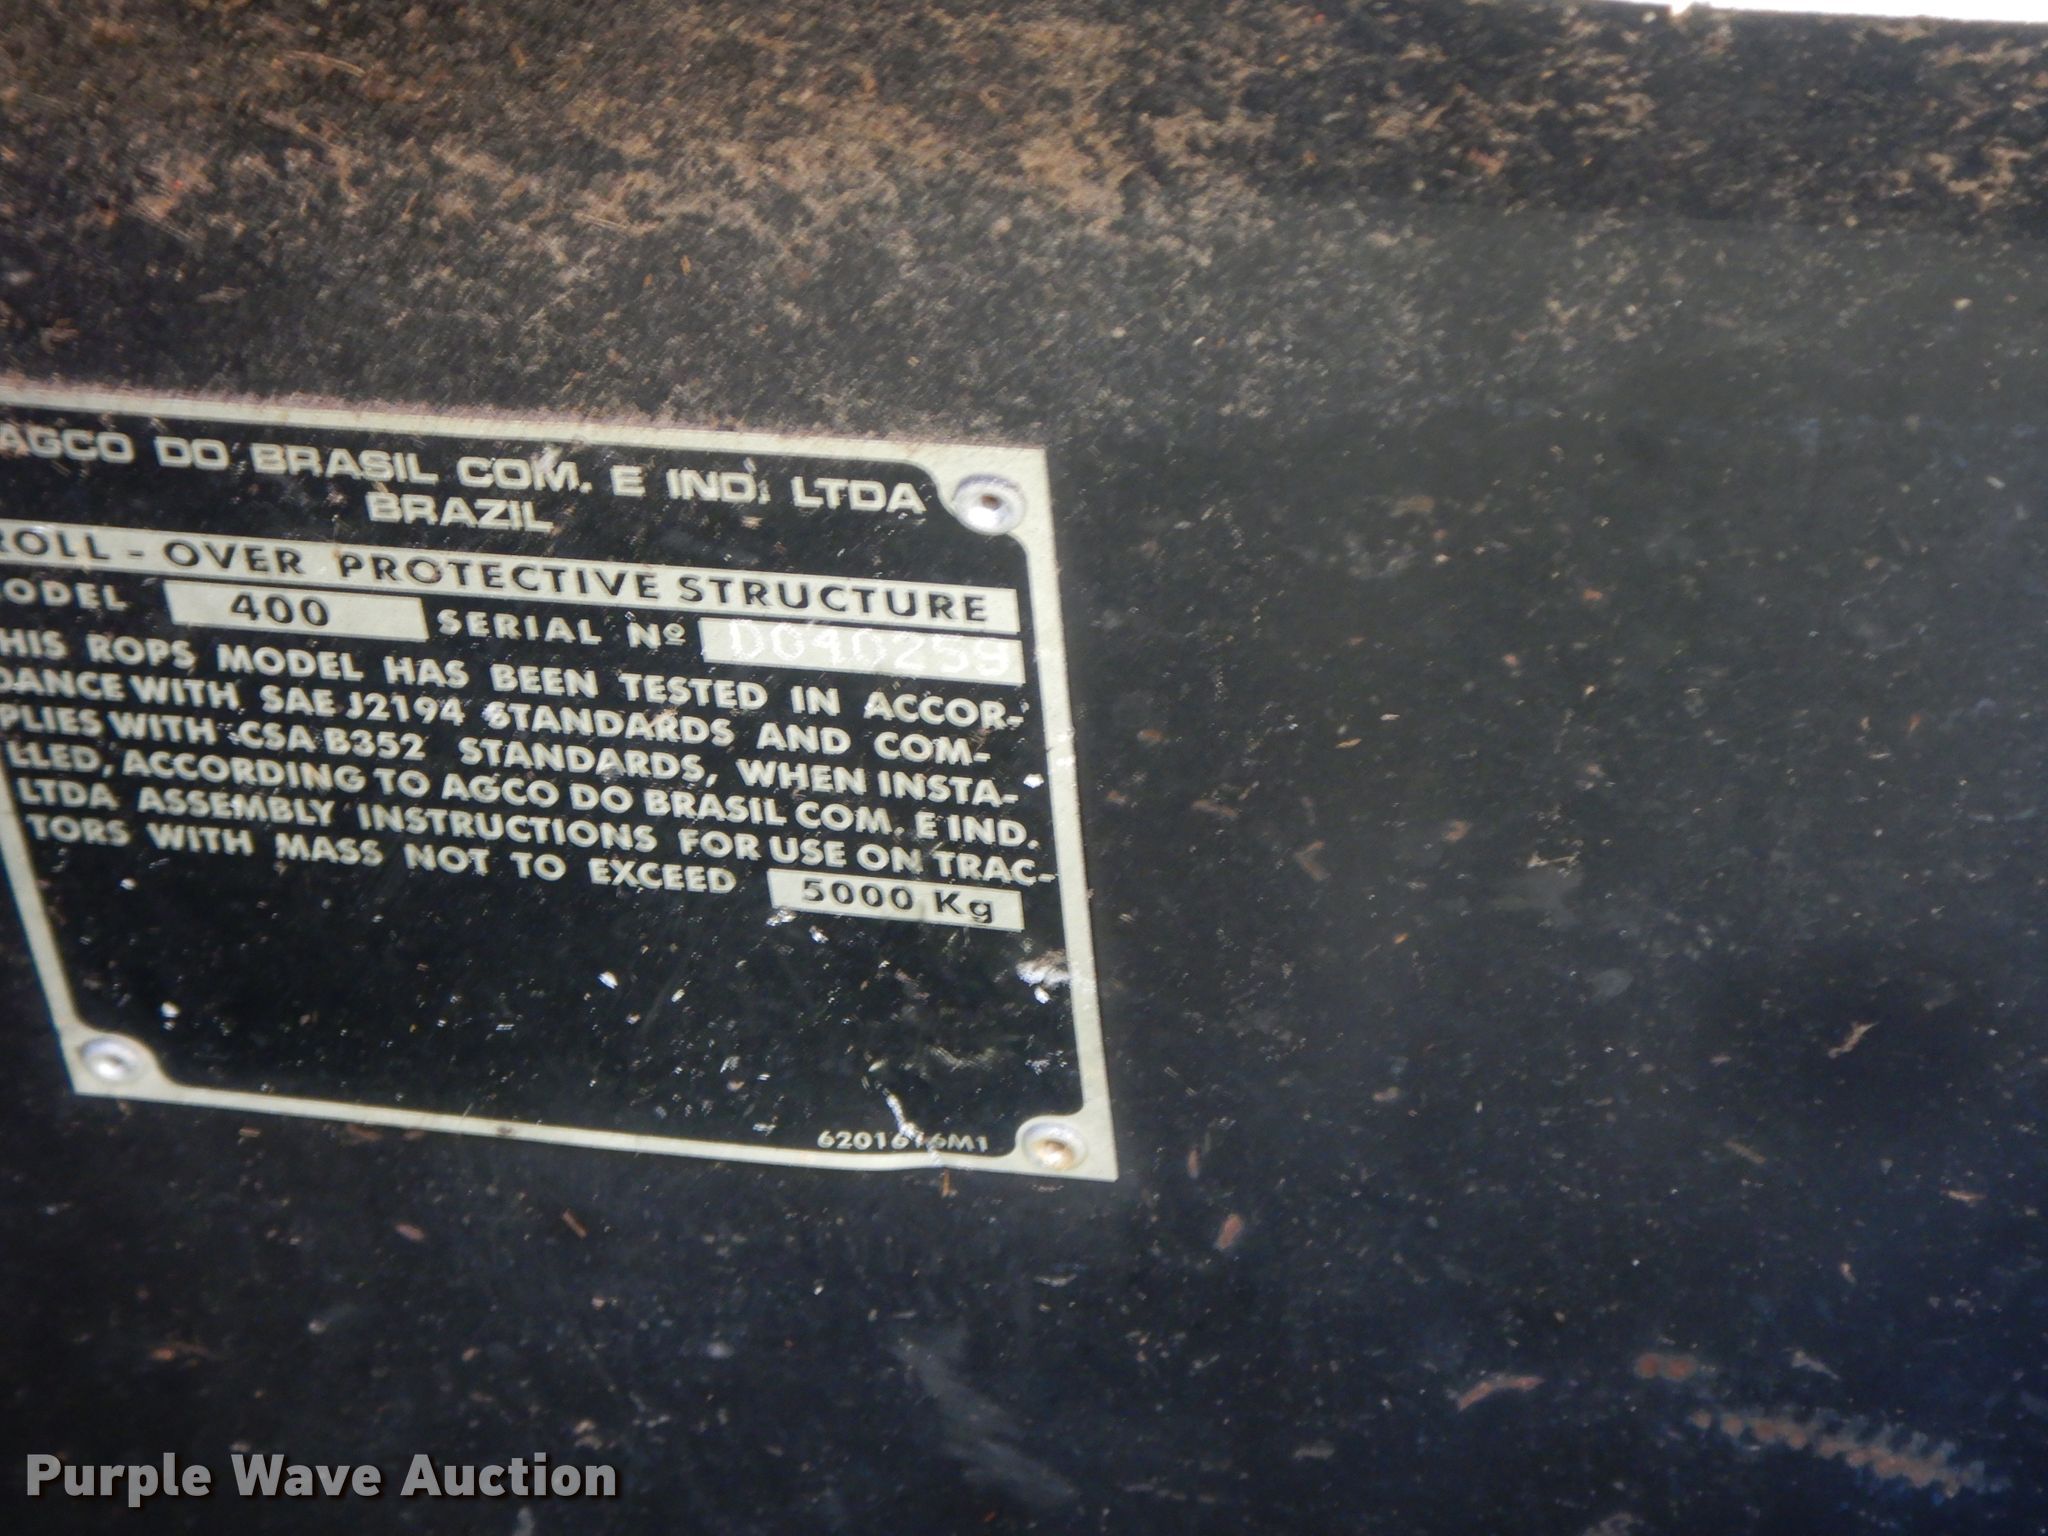 AGCO DO BRASIL COM. E IND. LTDA
BRAZIL
ROLL - OVER PROTECTIVE STRUCTURE
MODEL 400 SERIAL Nº D040259
THIS ROPS MODEL HAS BEEN TESTED IN ACCOR-
DANCE WITH SAE J2194 STANDARDS AND COM-
PLIES WITH CSA B352 STANDARDS, WHEN INSTA-
LLED, ACCORDING TO AGCO DO BRASIL COM. E IND.
LTDA ASSEMBLY INSTRUCTIONS FOR USE ON TRAC-
TORS WITH MASS NOT TO EXCEED 5000 Kg
6201616M1
Purple Wave Auction